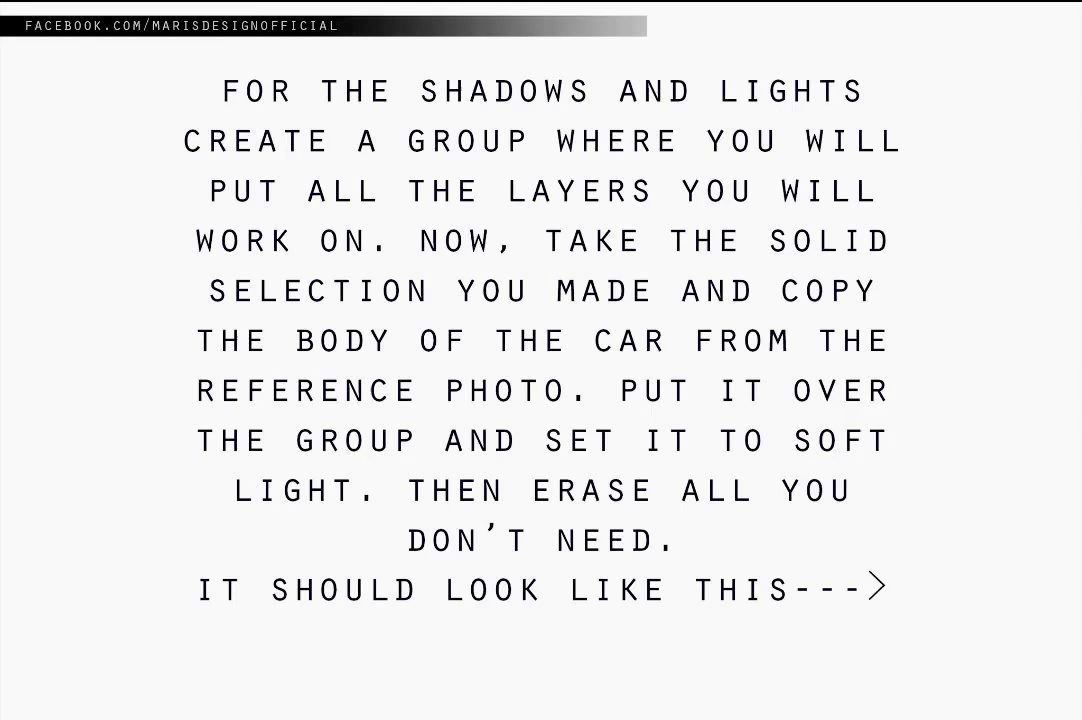 FACEBOOK.COM/MARISDESIGNOFFICIAL
FOR THE SHADOWS AND LIGHTS
CREATE A GROUP WHERE YOU WILL
PUT ALL THE LAYERS YOU WILL
WORK ON. NOW, TAKE THE SOLID
SELECTION YOU MADE AND COPY
THE BODY OF THE CAR FROM THE
REFERENCE PHOTO. PUT IT OVER
THE GROUP AND SET IT TO SOFT
LIGHT. THEN ERASE ALL YOU
DON'T NEED.
IT SHOULD LOOK LIKE THIS--->